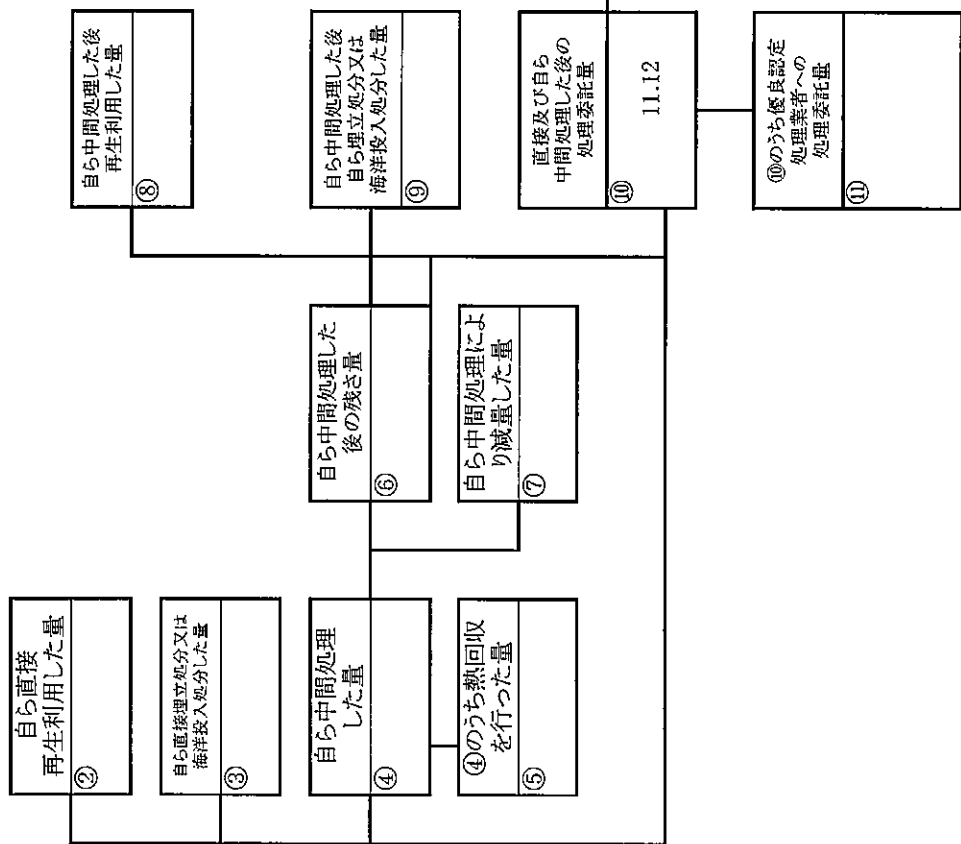 自ら直接
再生利用した量
②
自ら直接埋立処分又は
海洋投入処分した量
③
自ら中間処理
した量
④
④のうち熱回収
を行った量
⑤
自ら中間処理した
後の残さ量
⑥
自ら中間処理によ
り減量した量
⑦
自ら中間処理した後
再生利用した量
⑧
自ら中間処理した後
自ら埋立処分又は
海洋投入処分した量
⑨
直接及び自ら
中間処理した後の
処理委託量
⑩
11.12
⑩のうち優良認定
処理業者への
処理委託量
⑪